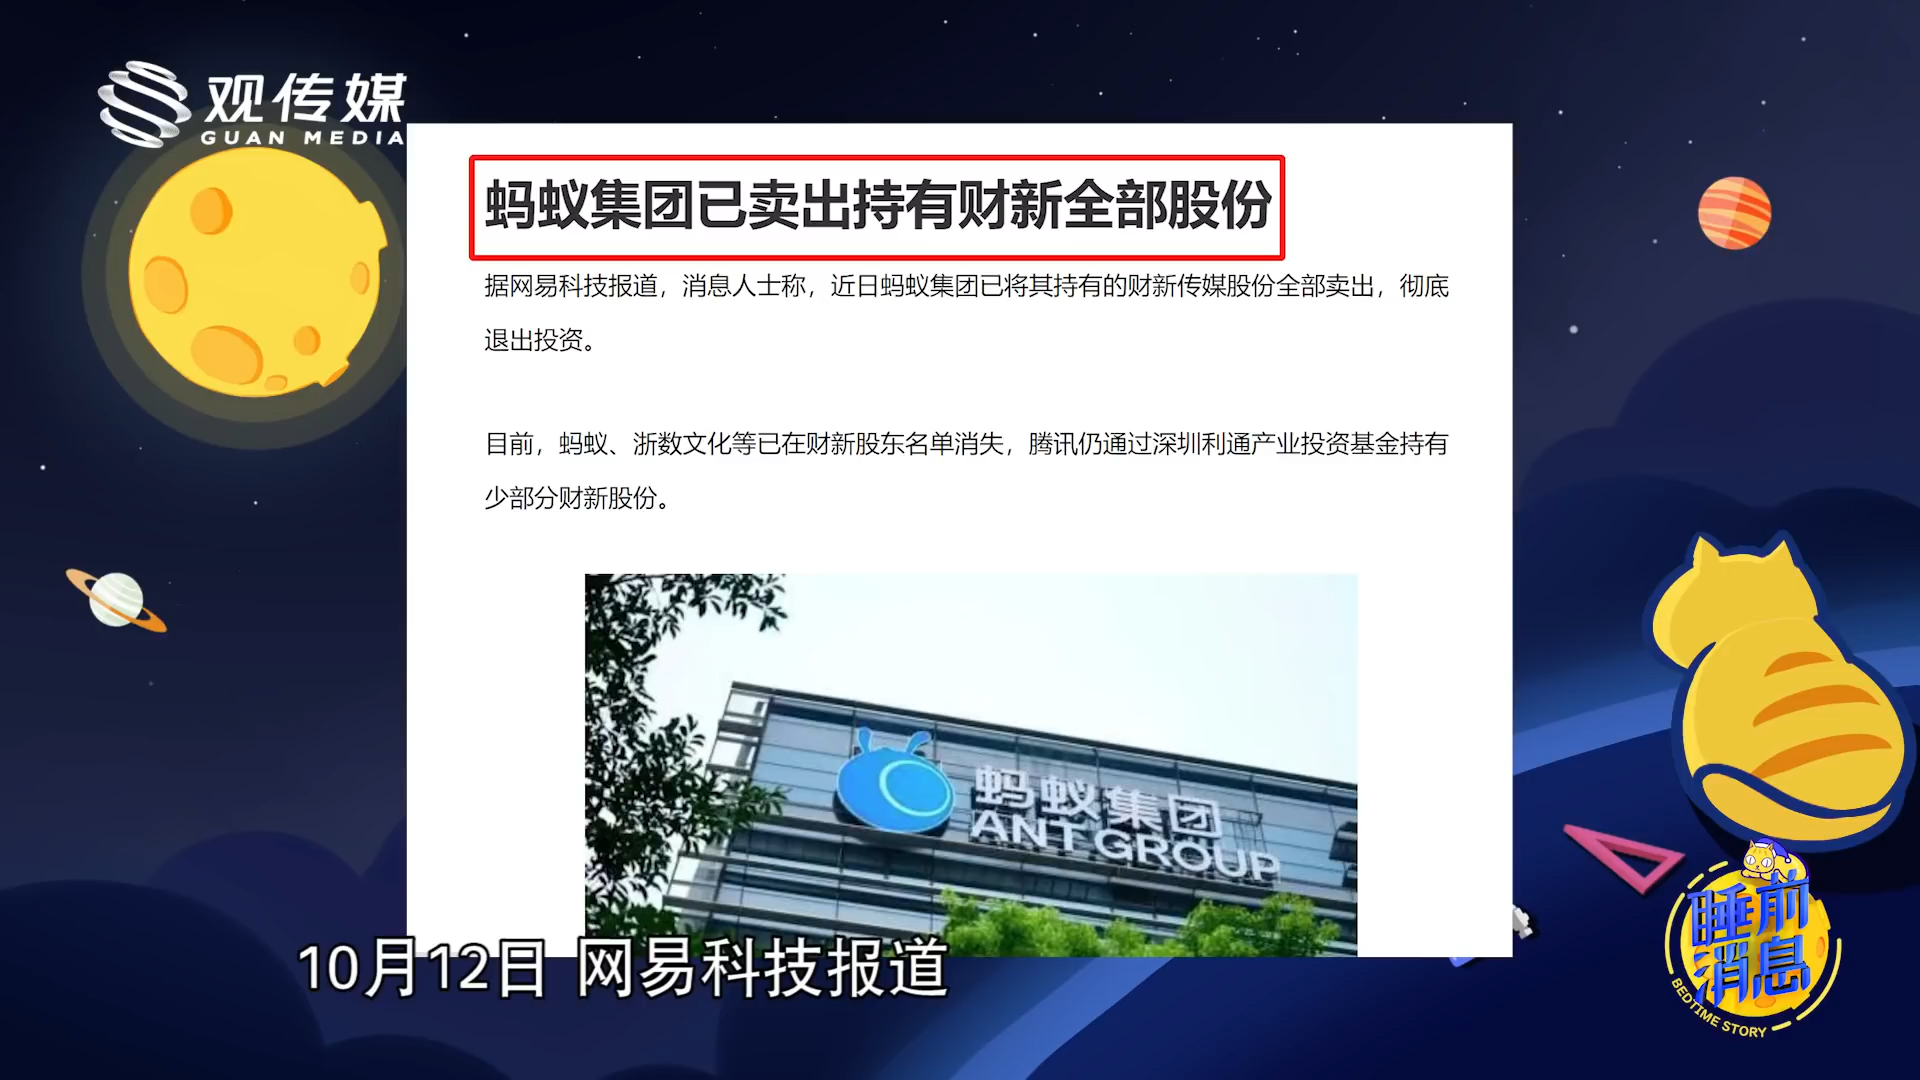 观传媒
GUAN MEDIA
蚂蚁集团已卖出持有财新全部股份
据网易科技报道，消息人士称，近日蚂蚁集团已将其持有的财新传媒股份全部卖出，彻底
退出投资。
目前，蚂蚁、浙数文化等已在财新股东名单消失，腾讯仍通过深圳利通产业投资基金持有
少部分财新股份。
蚂蚁集团
ANT GROUP
10月12日 网易科技报道
睡前
消息
BEDTIME STORY